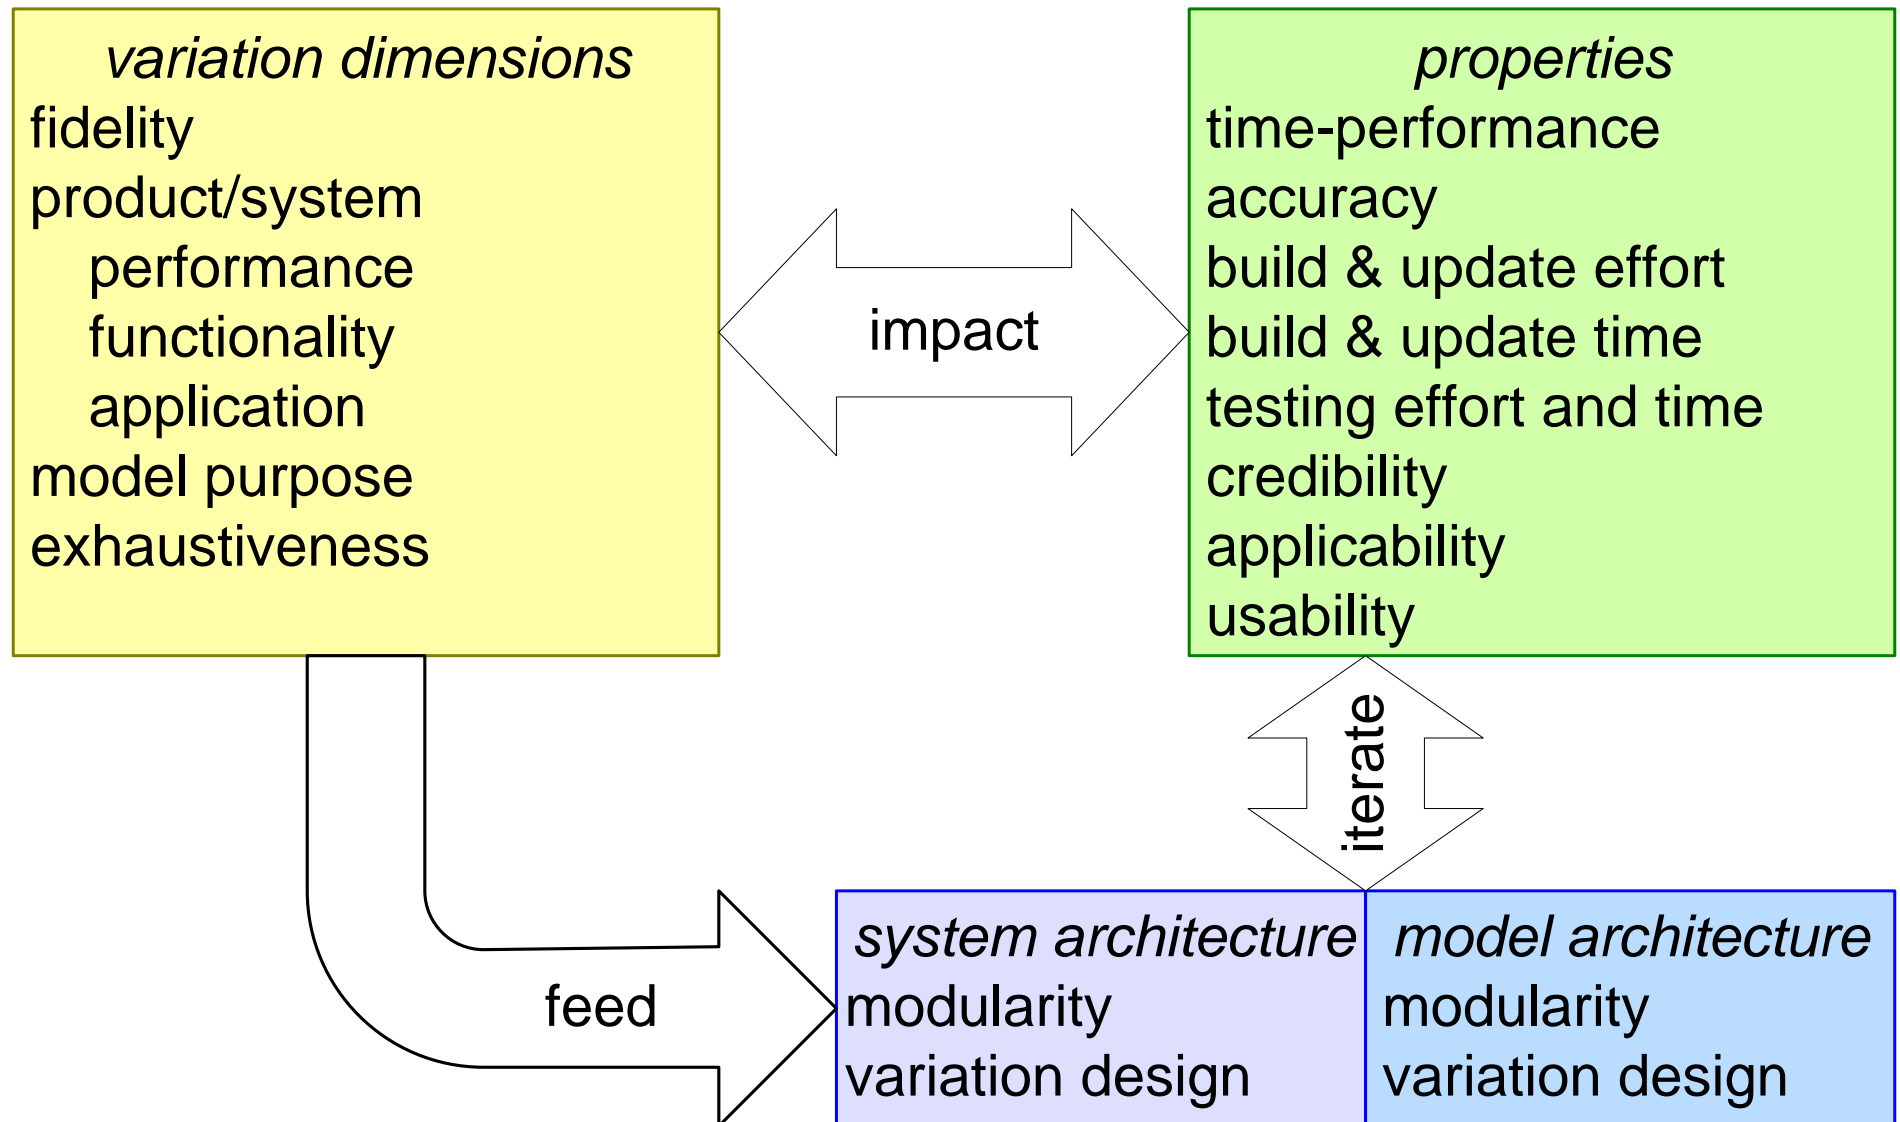 variation dimensions
fidelity
product/system
performance
functionality
application
model purpose
exhaustiveness
impact
properties
time-performance
accuracy
build & update effort
build & update time
testing effort and time
credibility
applicability
usability
iterate
feed
system architecture
modularity
variation design
model architecture
modularity
variation design